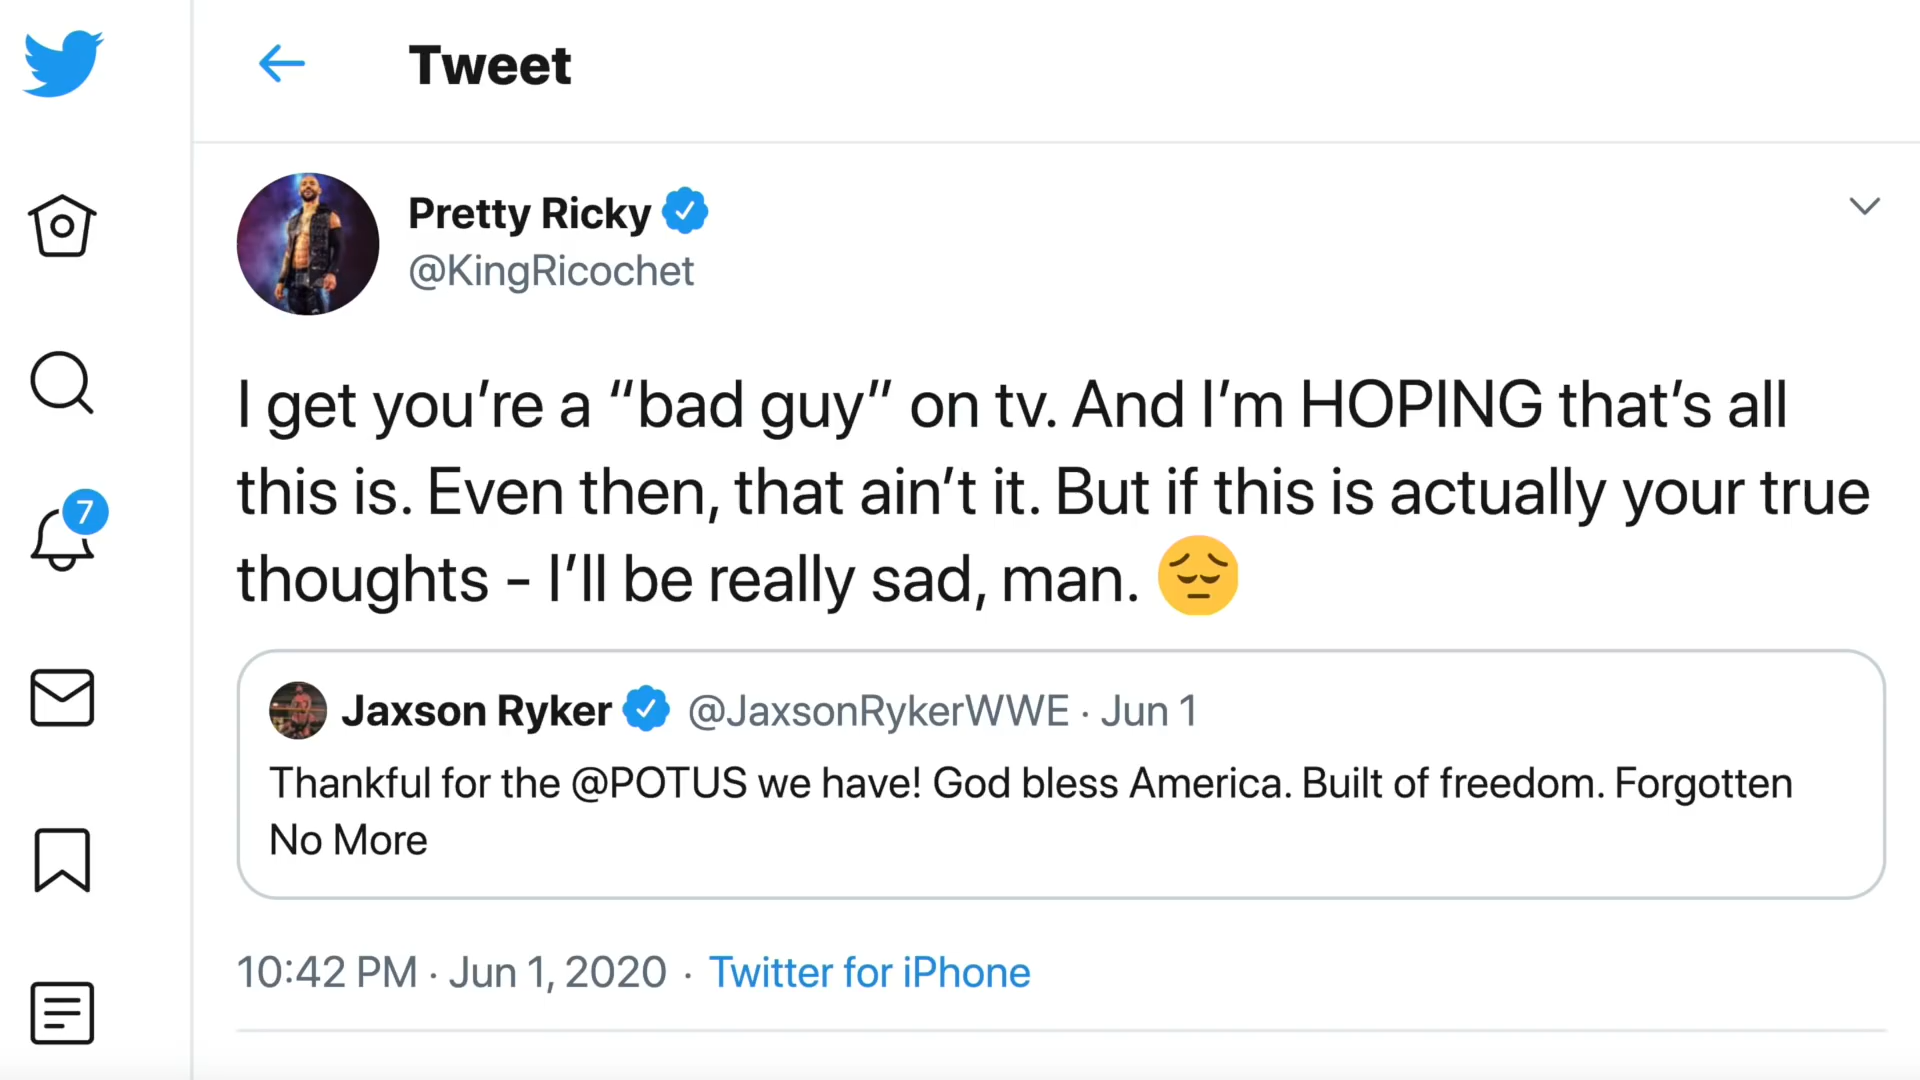 Tweet
Pretty Ricky
@KingRicochet
I get you’re a “bad guy” on tv. And I’m HOPING that’s all
this is. Even then, that ain’t it. But if this is actually your true
thoughts - I’ll be really sad, man. 😔
7
Jaxson Ryker @JaxsonRykerWWE · Jun 1
Thankful for the @POTUS we have! God bless America. Built of freedom. Forgotten
No More
10:42 PM · Jun 1, 2020 · Twitter for iPhone